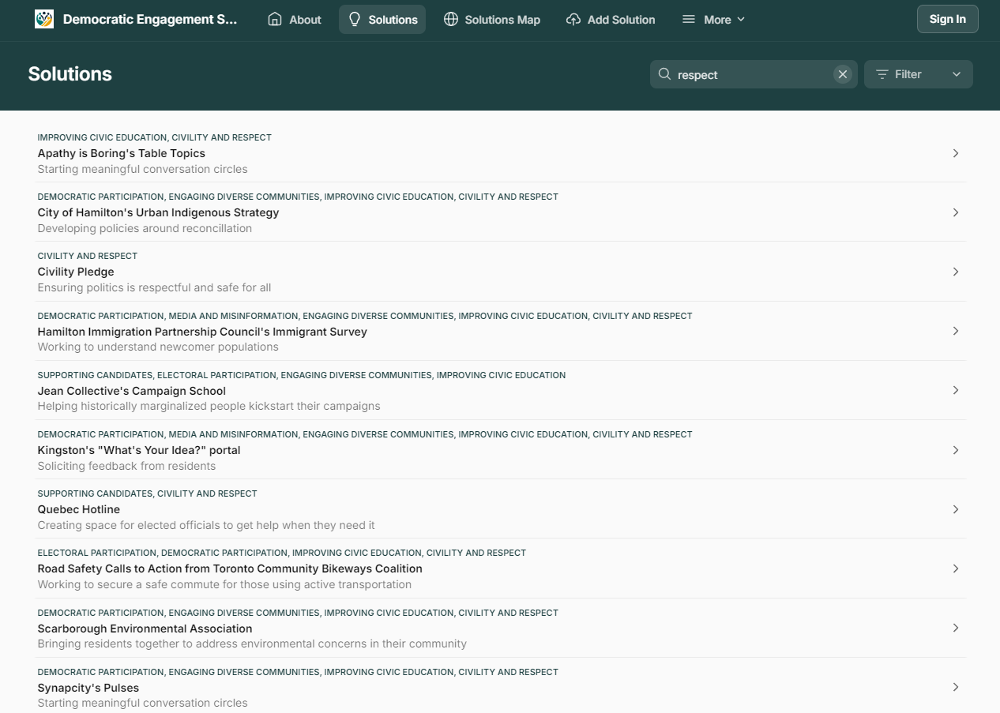 Democratic Engagement S...
About
Solutions
Solutions Map
Add Solution
More
Sign In
Solutions
respect
Filter
IMPROVING CIVIC EDUCATION, CIVILITY AND RESPECT
Apathy is Boring's Table Topics
Starting meaningful conversation circles
DEMOCRATIC PARTICIPATION, ENGAGING DIVERSE COMMUNITIES, IMPROVING CIVIC EDUCATION, CIVILITY AND RESPECT
City of Hamilton's Urban Indigenous Strategy
Developing policies around reconcillation
CIVILITY AND RESPECT
Civility Pledge
Ensuring politics is respectful and safe for all
DEMOCRATIC PARTICIPATION, MEDIA AND MISINFORMATION, ENGAGING DIVERSE COMMUNITIES, IMPROVING CIVIC EDUCATION, CIVILITY AND RESPECT
Hamilton Immigration Partnership Council's Immigrant Survey
Working to understand newcomer populations
SUPPORTING CANDIDATES, ELECTORAL PARTICIPATION, ENGAGING DIVERSE COMMUNITIES, IMPROVING CIVIC EDUCATION
Jean Collective's Campaign School
Helping historically marginalized people kickstart their campaigns
DEMOCRATIC PARTICIPATION, MEDIA AND MISINFORMATION, ENGAGING DIVERSE COMMUNITIES, IMPROVING CIVIC EDUCATION, CIVILITY AND RESPECT
Kingston's "What's Your Idea?" portal
Soliciting feedback from residents
SUPPORTING CANDIDATES, CIVILITY AND RESPECT
Quebec Hotline
Creating space for elected officials to get help when they need it
ELECTORAL PARTICIPATION, DEMOCRATIC PARTICIPATION, IMPROVING CIVIC EDUCATION, CIVILITY AND RESPECT
Road Safety Calls to Action from Toronto Community Bikeways Coalition
Working to secure a safe commute for those using active transportation
DEMOCRATIC PARTICIPATION, ENGAGING DIVERSE COMMUNITIES, IMPROVING CIVIC EDUCATION, CIVILITY AND RESPECT
Scarborough Environmental Association
Bringing residents together to address environmental concerns in their community
DEMOCRATIC PARTICIPATION, ENGAGING DIVERSE COMMUNITIES, IMPROVING CIVIC EDUCATION, CIVILITY AND RESPECT
Synapcity's Pulses
Starting meaningful conversation circles